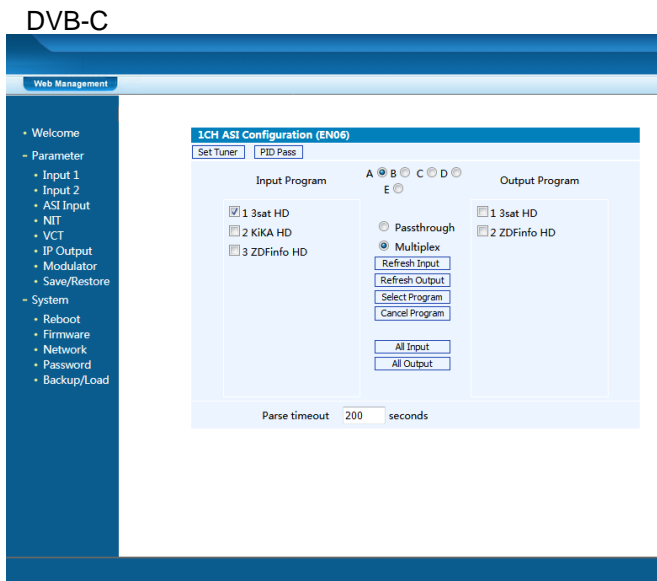 DVB-C
Web Management
• Welcome
- Parameter
• Input 1
• Input 2
• ASI Input
• NIT
• VCT
• IP Output
• Modulator
• Save/Restore
- System
• Reboot
• Firmware
• Network
• Password
• Backup/Load
1CH ASI Configuration (EN06)
Set Tuner PID Pass
Input Program
A B C D
E
Output Program
1 3sat HD
2 KiKA HD
3 ZDFinfo HD
Passthrough
Multiplex
Refresh Input
Refresh Output
Select Program
Cancel Program
All Input
All Output
1 3sat HD
2 ZDFinfo HD
Parse timeout 200 seconds